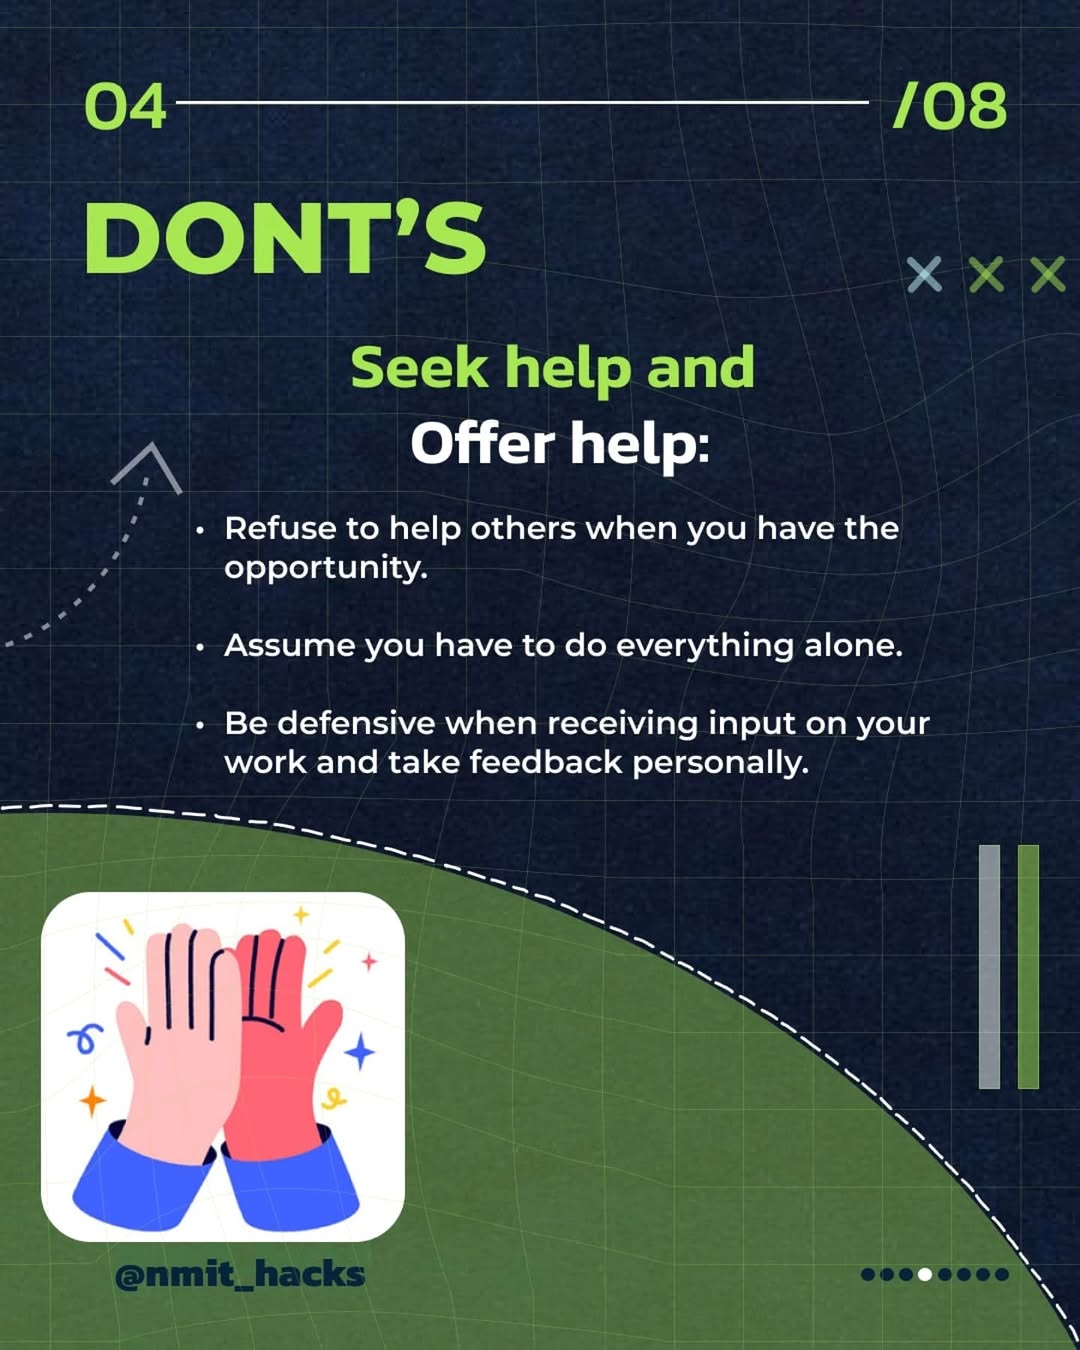 04
/08
DONT’S
Seek help and
Offer help:
• Refuse to help others when you have the
opportunity.
• Assume you have to do everything alone.
• Be defensive when receiving input on your
work and take feedback personally.
@nmit_hacks